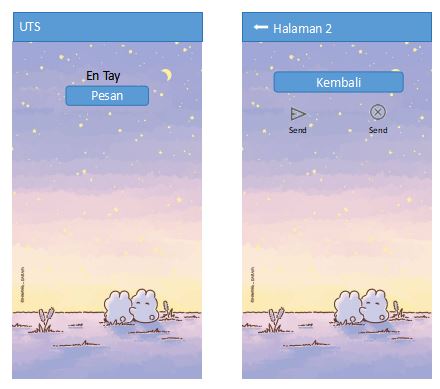 UTS
En Tay
Pesan
Halaman 2
Kembali
Send
Send